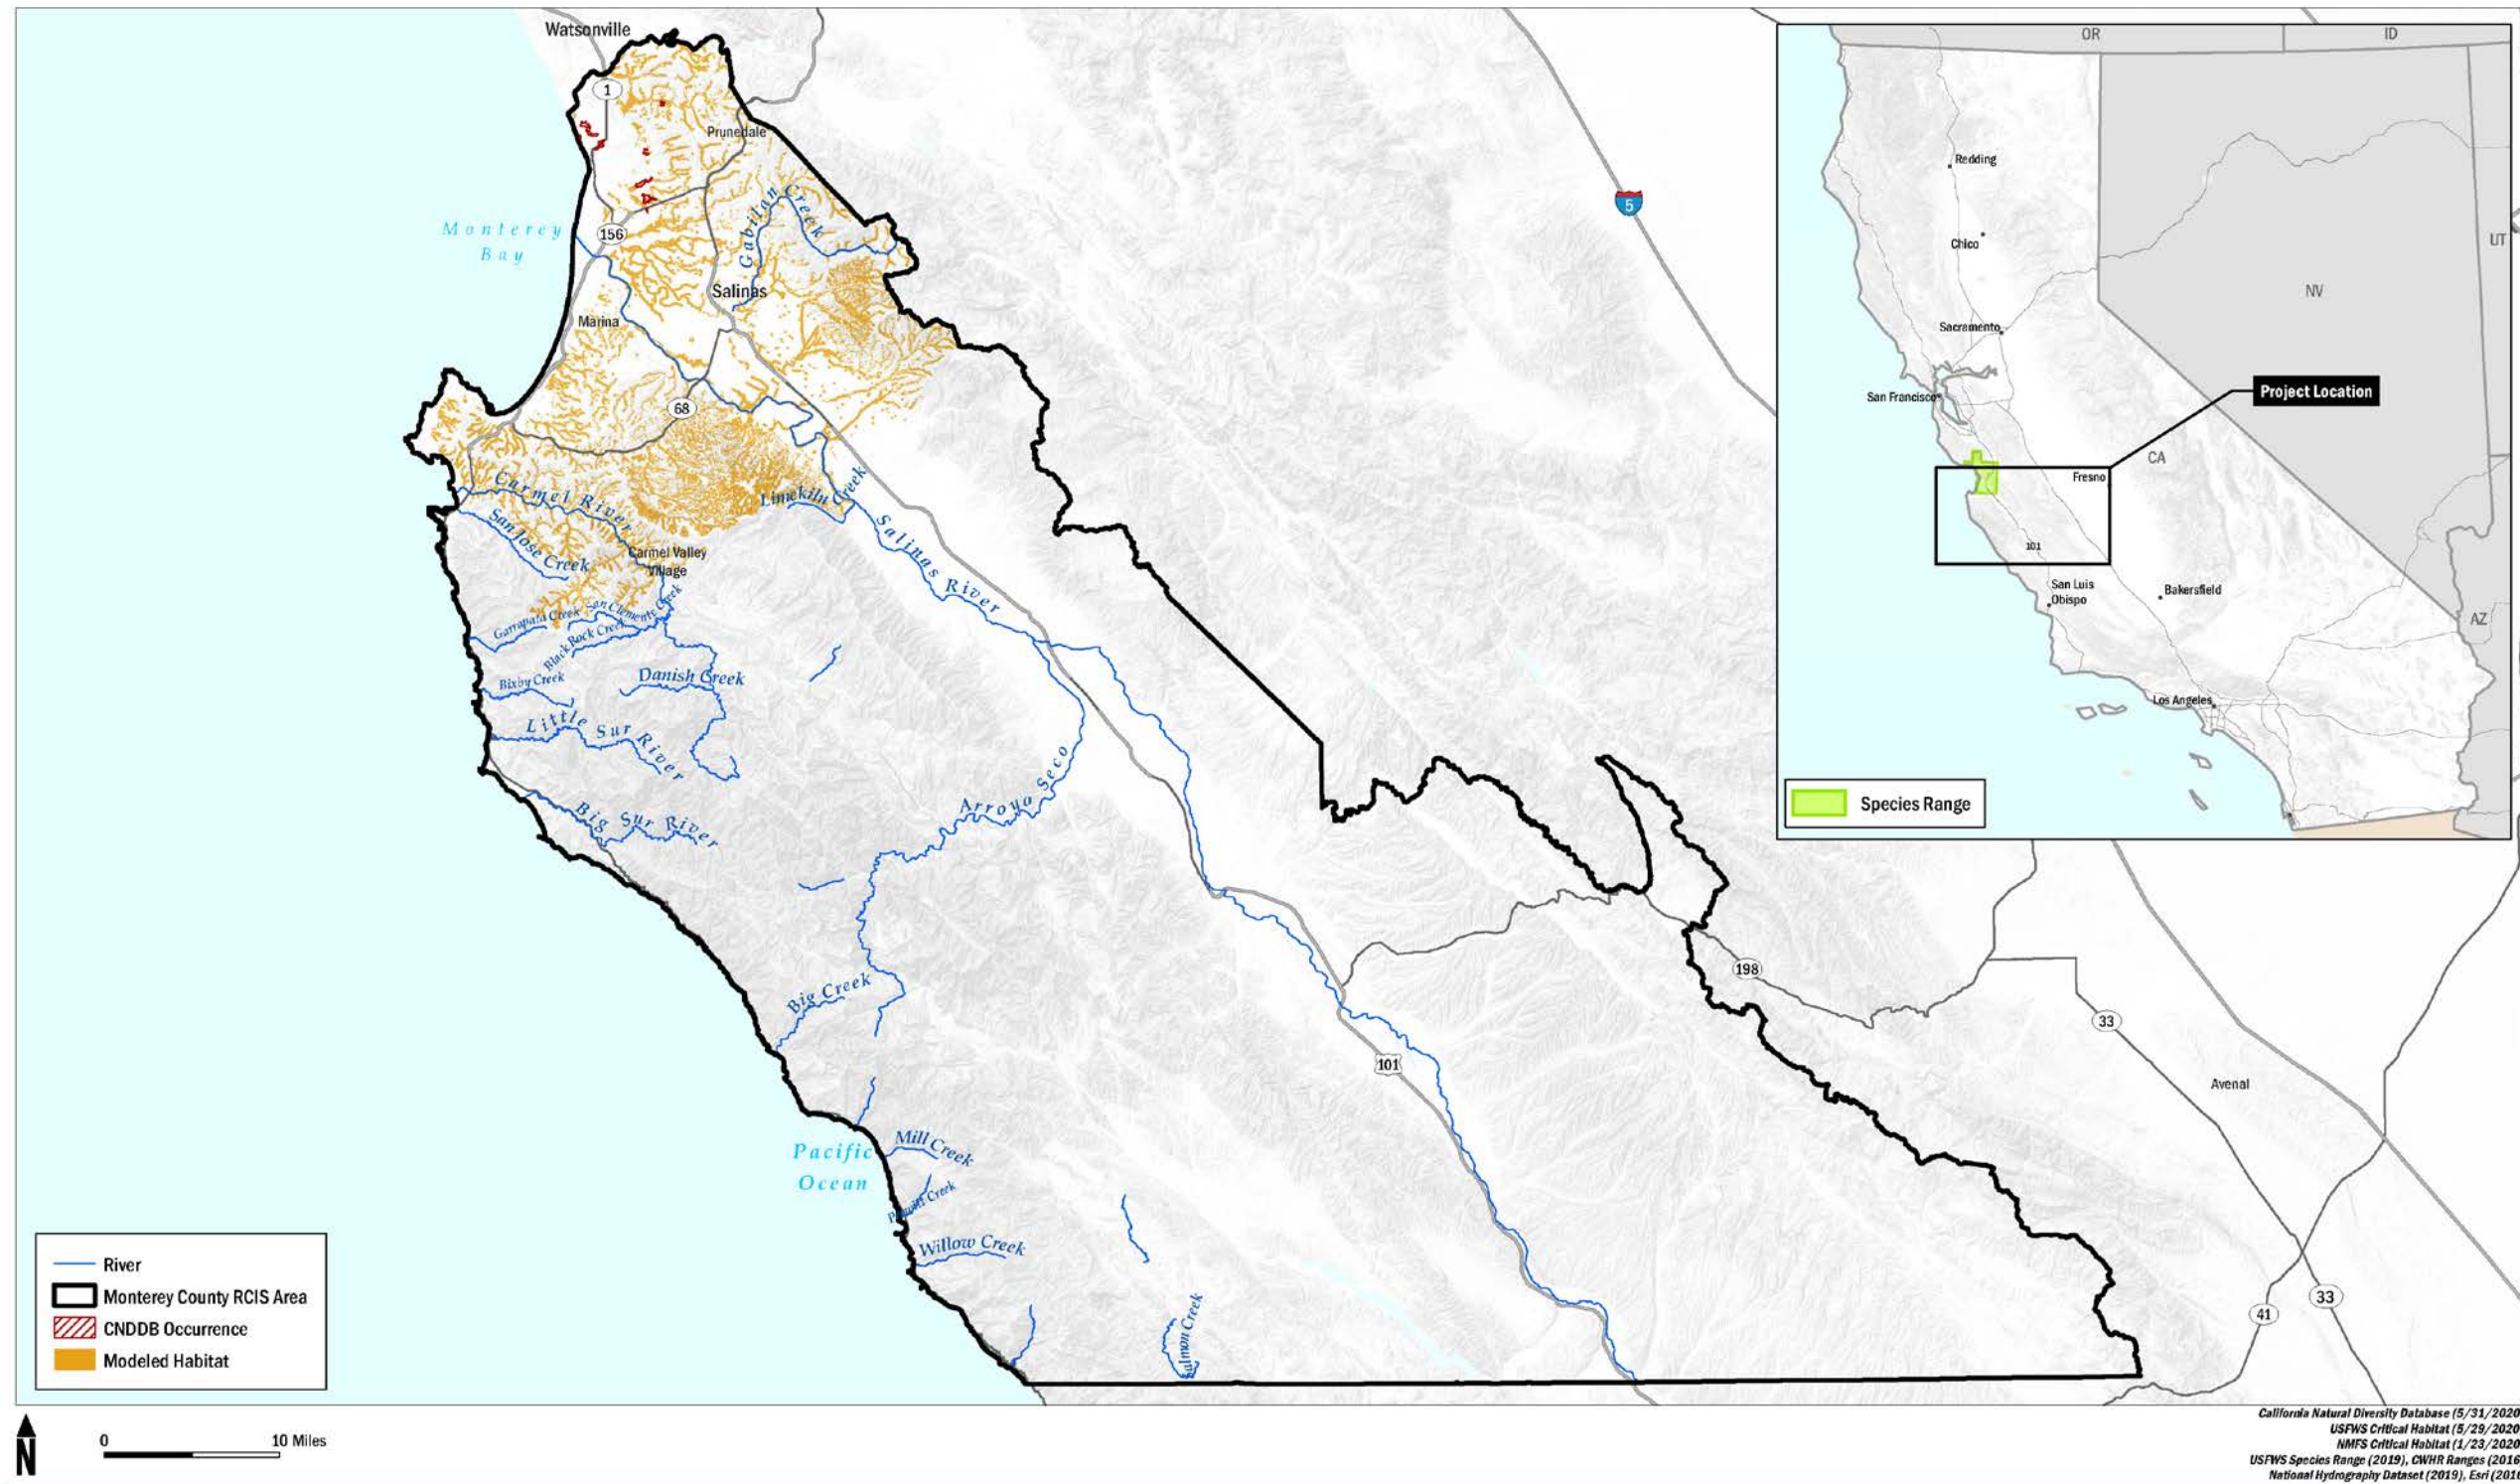 Watsonville
1
Prunedale
Monterey
Bay
156
Gabilan Creek
Salinas
Marina
68
Carmel River
Limekiln Creek
San Jose Creek
Carmel Valley
Village
Salinas River
Garrapata Creek
San Clemente Creek
Black Rock Creek
Bixby Creek
Danish Creek
Little Sur River
Big Sur River
Arroyo Seco
Big Creek
Pacific
Ocean
Mill Creek
Creek
Willow Creek
Salmon Creek
5
101
198
33
Avenal
41
33
OR
ID
Redding
Chico
UT
NV
Sacramento
San Francisco
Project Location
CA
Fresno
101
San Luis
Obispo
Bakersfield
AZ
Los Angeles
Species Range
River
Monterey County RCIS Area
CNDDB Occurrence
Modeled Habitat
N
0 10 Miles
California Natural Diversity Database (5/31/2020
USFWS Critical Habitat (5/29/2020
NMFS Critical Habitat (1/23/2020
USFWS Species Range (2019), CWHR Ranges (2016
National Hydrography Dataset (2019), Esri (201